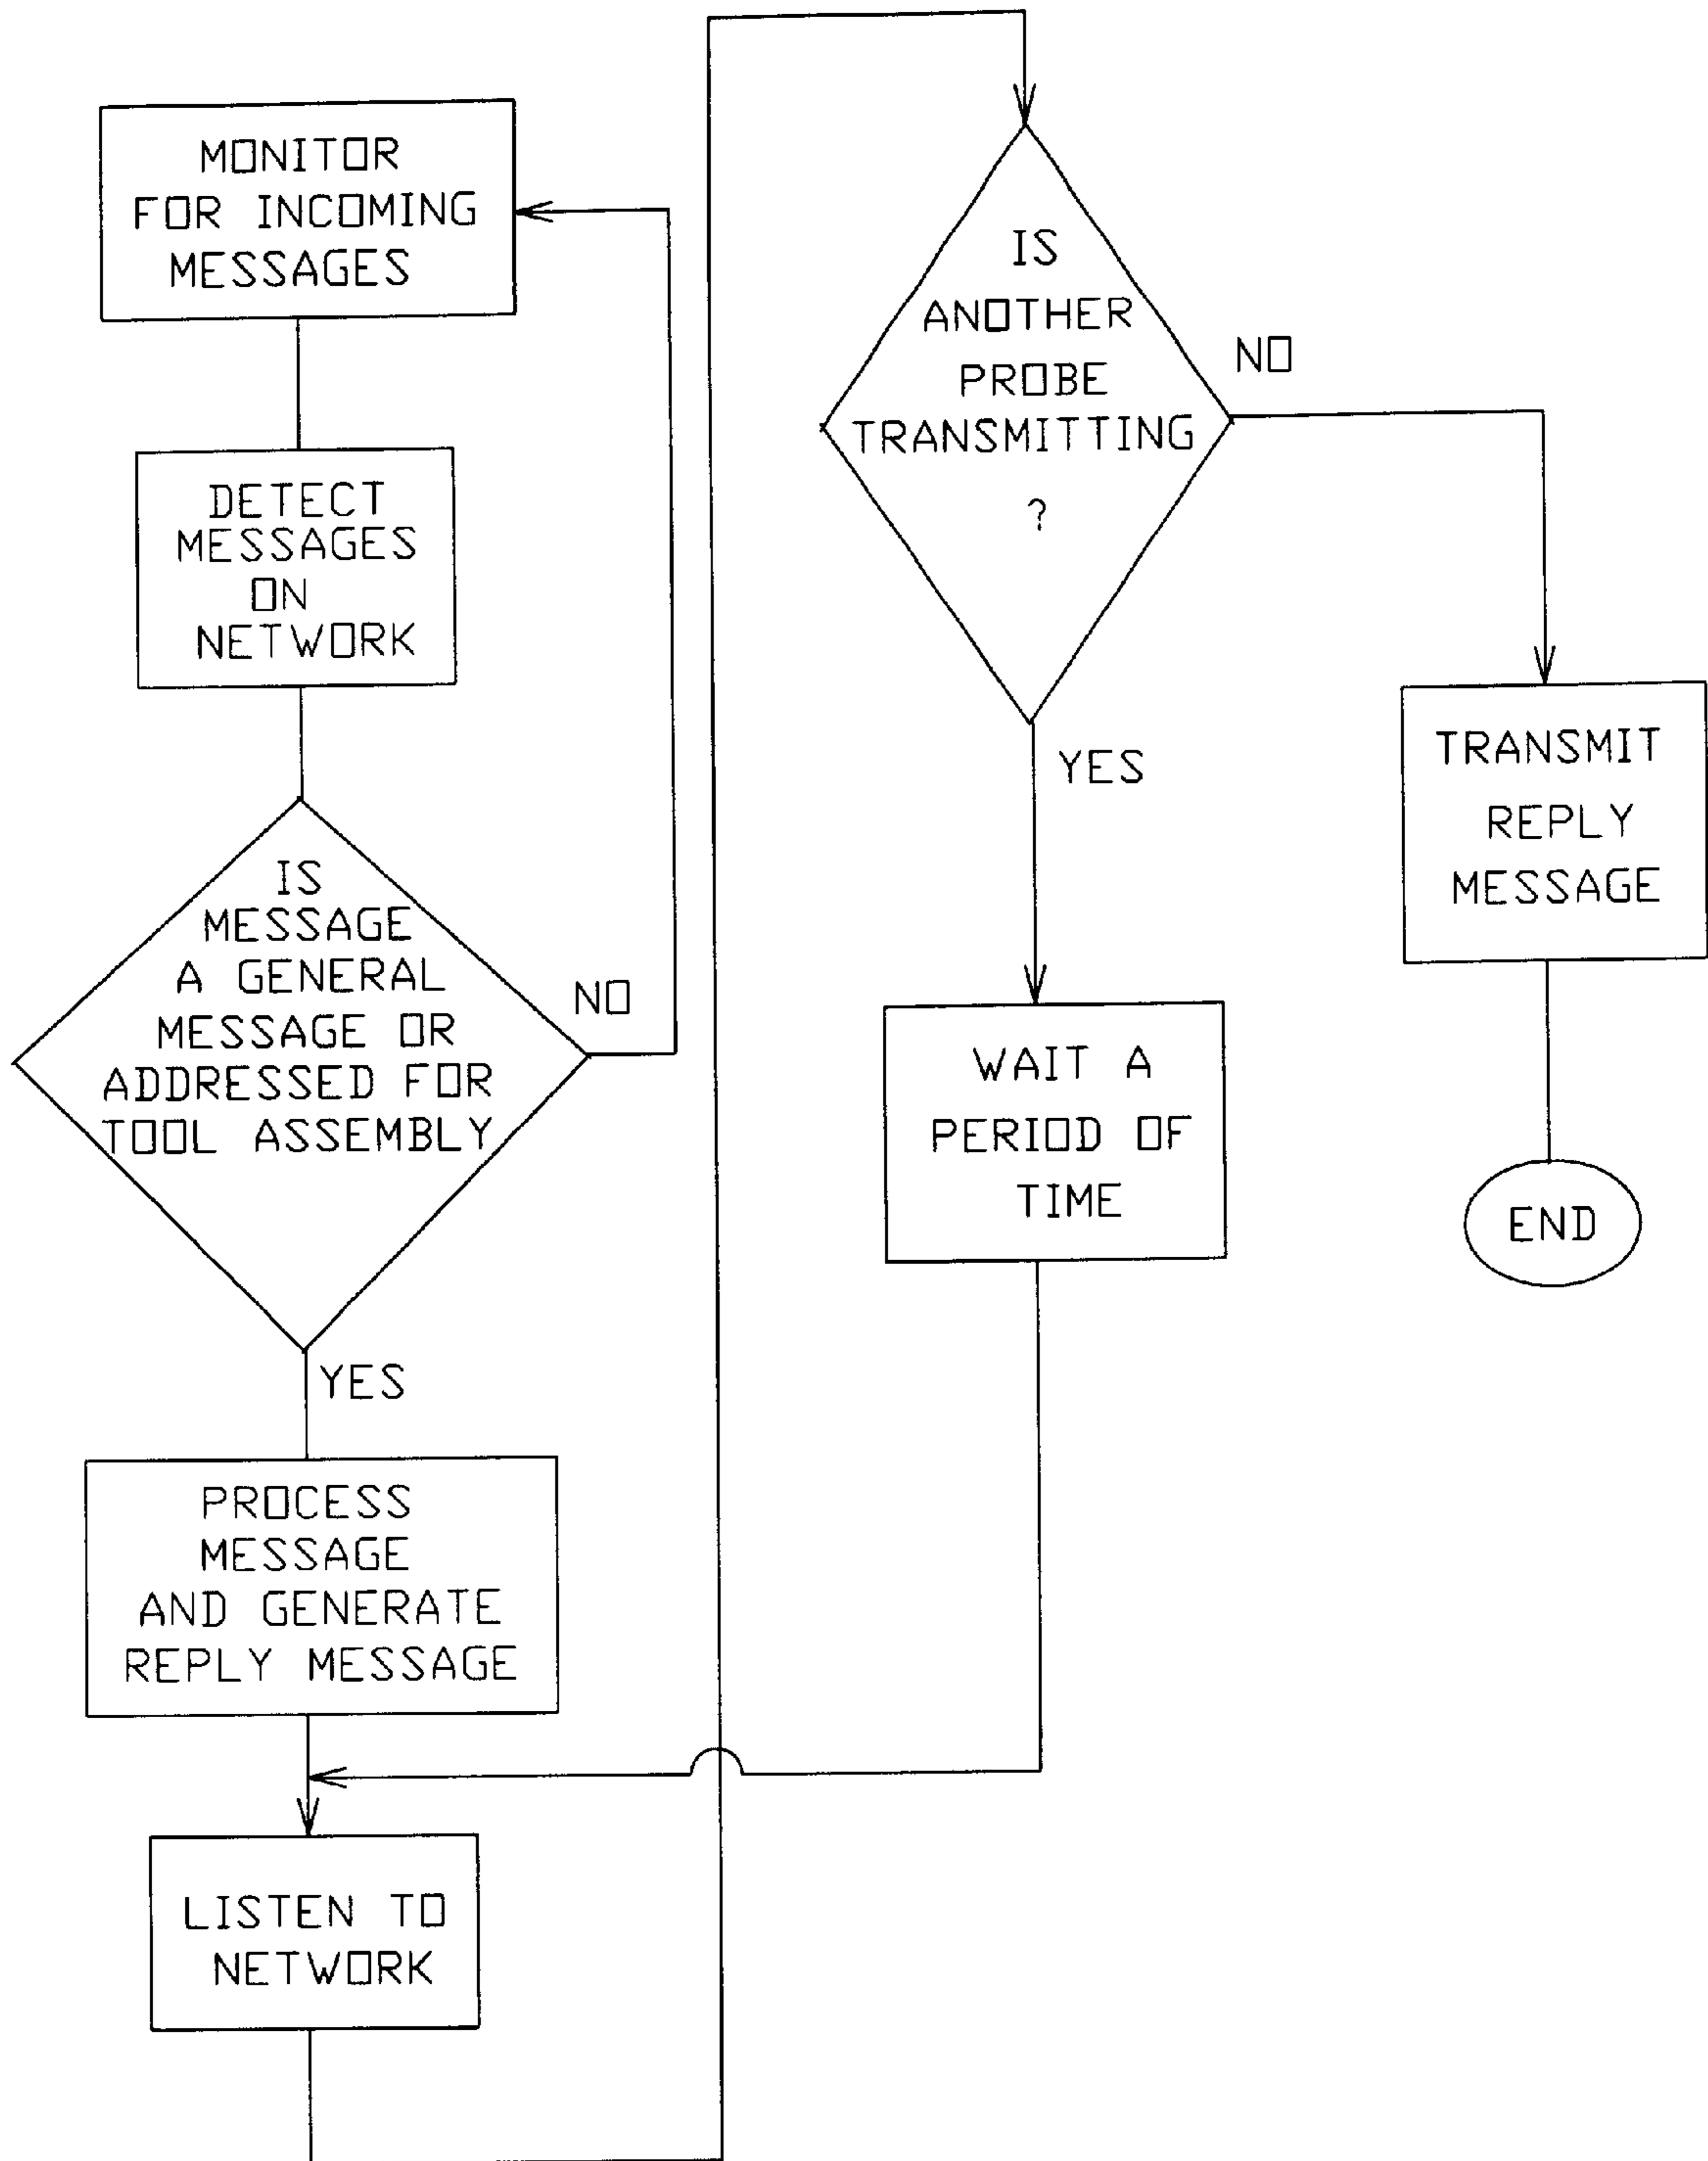 MONITOR
FOR INCOMING
MESSAGES
DETECT
MESSAGES
ON
NETWORK
IS
MESSAGE
A GENERAL
MESSAGE OR
ADDRESSED FOR
TOOL ASSEMBLY
NO
YES
PROCESS
MESSAGE
AND GENERATE
REPLY MESSAGE
LISTEN TO
NETWORK
IS
ANOTHER
PROBE
TRANSMITTING
?
NO
YES
WAIT A
PERIOD OF
TIME
TRANSMIT
REPLY
MESSAGE
END